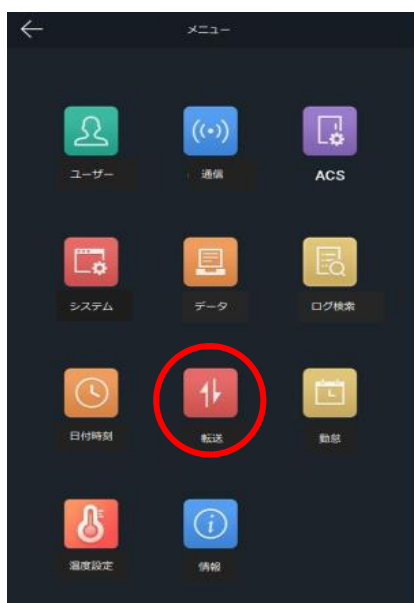 メニュー
ユーザー
通信
ACS
システム
データ
ログ検索
日付時刻
転送
勤怠
温度設定
情報